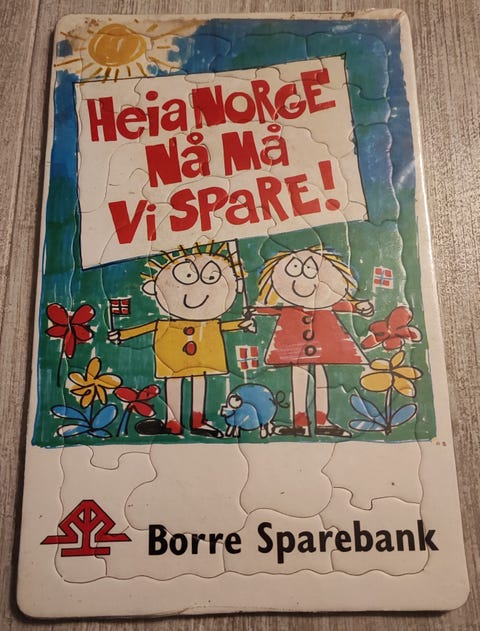 Heia NORGE
Nå Må
Vi SPARE!
Borre Sparebank